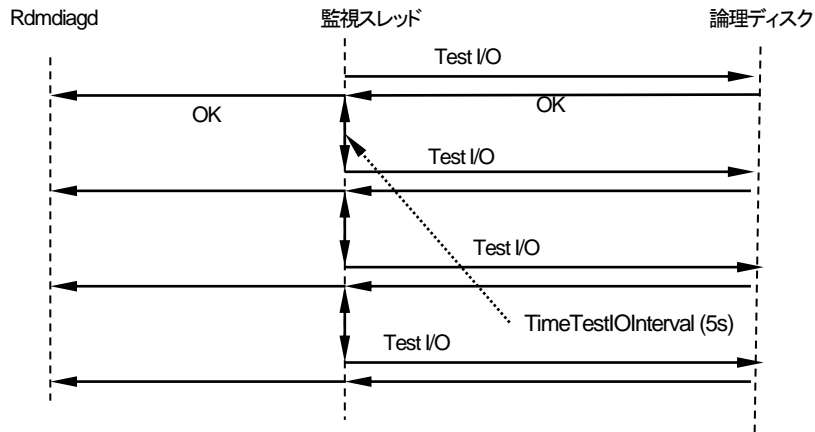 Rdmdiagd
監視スレッド
論理ディスク
Test I/O
OK
OK
Test I/O
Test I/O
TimeTestIOInterval (5s)
Test I/O